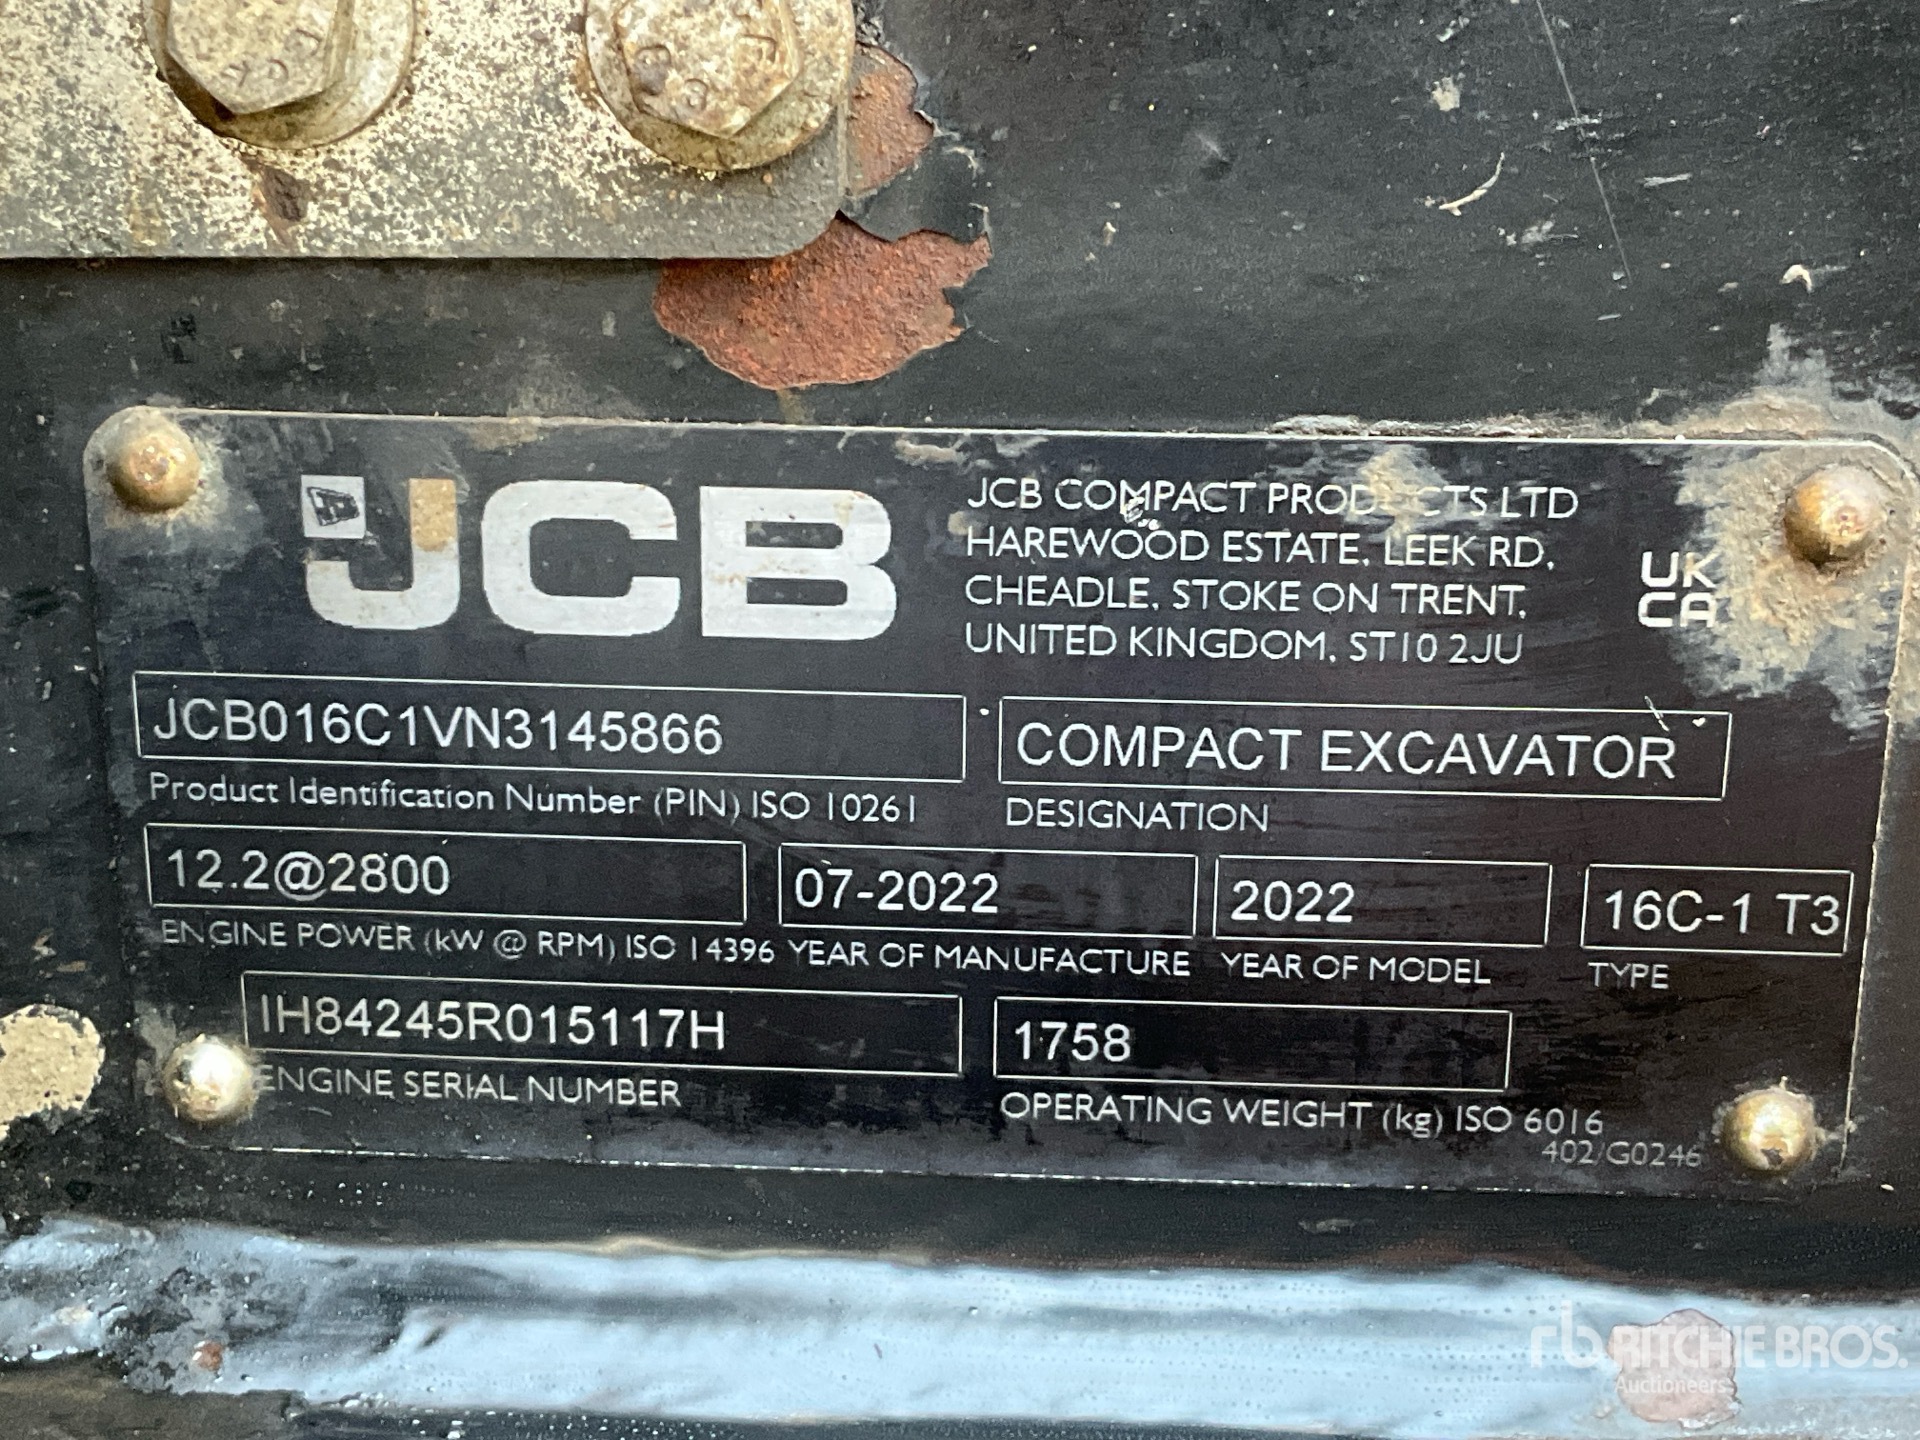 JCB
JCB COMPACT PRODUCTS LTD
HAREWOOD ESTATE, LEEK RD,
CHEADLE, STOKE ON TRENT,
UNITED KINGDOM, ST10 2JU
UK
CA
JCB016C1VN3145866
Product Identification Number (PIN) ISO 10261
COMPACT EXCAVATOR
DESIGNATION
12.2@2800
ENGINE POWER (kW @ RPM) ISO 14396
07-2022
YEAR OF MANUFACTURE
2022
YEAR OF MODEL
16C-1 T3
TYPE
IH84245R015117H
ENGINE SERIAL NUMBER
1758
OPERATING WEIGHT (kg) ISO 6016
402/G0246
rb RITCHIE BROS.
Auctioneers